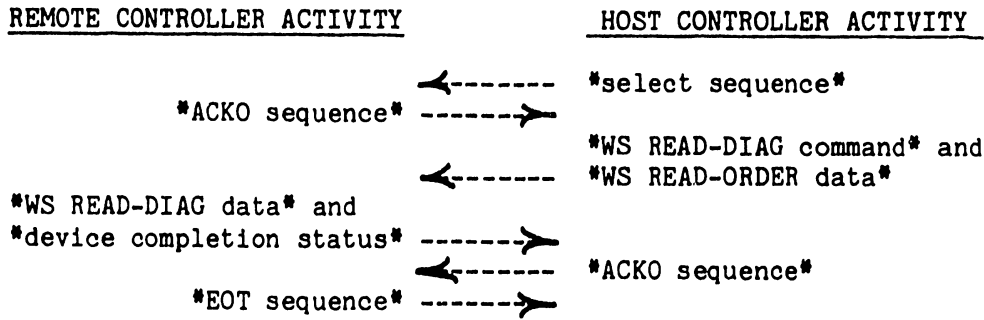 REMOTE CONTROLLER ACTIVITY HOST CONTROLLER ACTIVITY
*select sequence*
*ACKO sequence*
*WS READ-DIAG command* and
*WS READ-ORDER data*
*WS READ-DIAG data* and
*device completion status*
*ACKO sequence*
*EOT sequence*